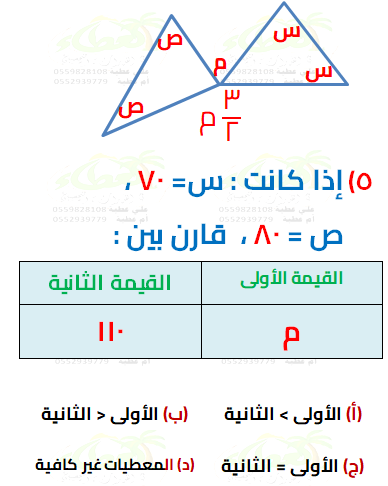 س
ص
م
س
ص
٣/٢ م
٥) إذا كانت : س= ٧٠ ،
ص = ٨٠ ، قارن بين :
القيمة الأولى القيمة الثانية
م ١١٠
(أ) الأولى > الثانية (ب) الأولى < الثانية
(ج) الأولى = الثانية (د) المعطيات غير كافية